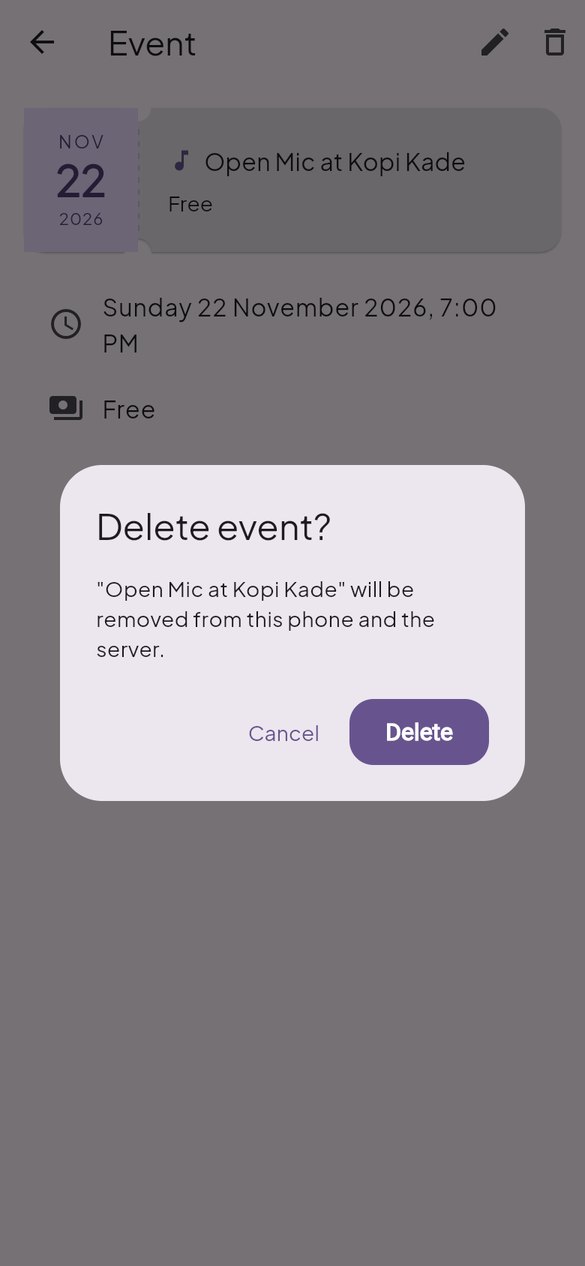 Event
NOV
22
2026
Open Mic at Kopi Kade
Free
Sunday 22 November 2026, 7:00
PM
Free
Delete event?
"Open Mic at Kopi Kade" will be
removed from this phone and the
server.
Cancel
Delete